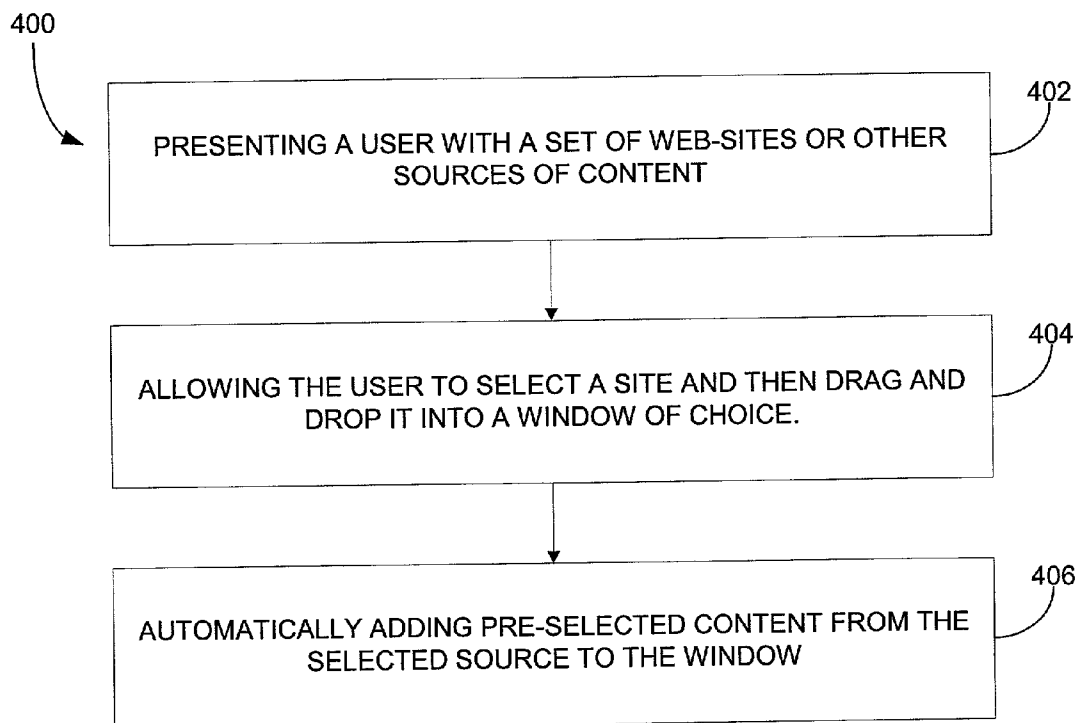 400
402
PRESENTING A USER WITH A SET OF WEB-SITES OR OTHER
SOURCES OF CONTENT
404
ALLOWING THE USER TO SELECT A SITE AND THEN DRAG AND
DROP IT INTO A WINDOW OF CHOICE.
406
AUTOMATICALLY ADDING PRE-SELECTED CONTENT FROM THE
SELECTED SOURCE TO THE WINDOW